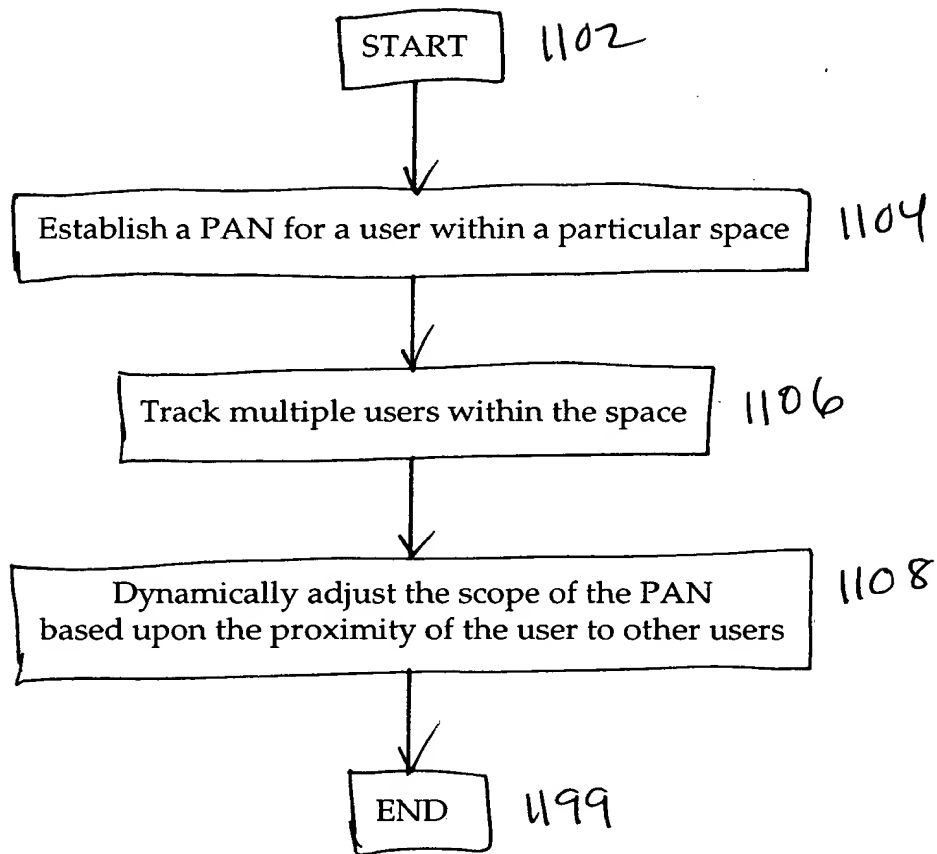 START 1102
Establish a PAN for a user within a particular space 1104
Track multiple users within the space 1106
Dynamically adjust the scope of the PAN 1108
based upon the proximity of the user to other users
END 1199